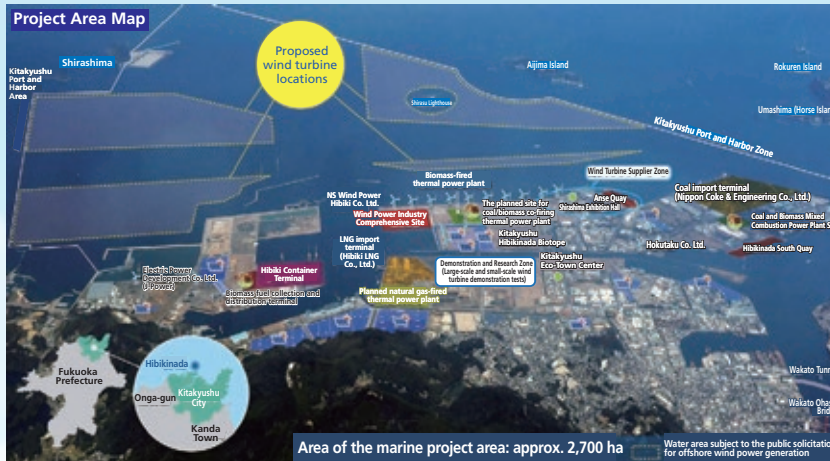 Project Area Map
Shirashima
Kitakyushu
Port and
Harbor
Area
Proposed
wind turbine
locations
Aijima Island
Rokuren Island
Shirasu Lighthouse
Umashima (Horse
Kitakyushu Port and Harbor Zone
Biomass-fired
thermal power plant
Wind Turbine Supplier Zone
NS Wind Power
Hibiki Co. Ltd.
Wind Power Industry
Comprehensive Site
The planned site for
coal/biomass co-firing
thermal power plant
Anse Quay
Shirashima Exhibition Hall
Coal import terminal
(Nippon Coke & Engineering Co., Ltd.)
Coal and Biomass Mixed
Combustion Power Plant
LNG import
terminal
(Hibiki LNG
Co., Ltd.)
Kitakyushu
Hibikinada Biotope
Hokutaku Co. Ltd.
Hibikinada South Quay
Electric Power
Development Co. Ltd.
(J-Power)
Hibiki Container
Terminal
Biomass fuel collection and
distribution terminal
Demonstration and Research Zone
(Large-scale and small-scale wind
turbine demonstration tests)
Kitakyushu
Eco-Town Center
Planned natural gas-fired
thermal power plant
Fukuoka
Prefecture
Hibikinada
Onga-gun
Kitakyushu
City
Kanda
Town
Wakato
Wakato
Area of the marine project area: approx. 2,700 ha
Water area subject to the public
for offshore wind power generation